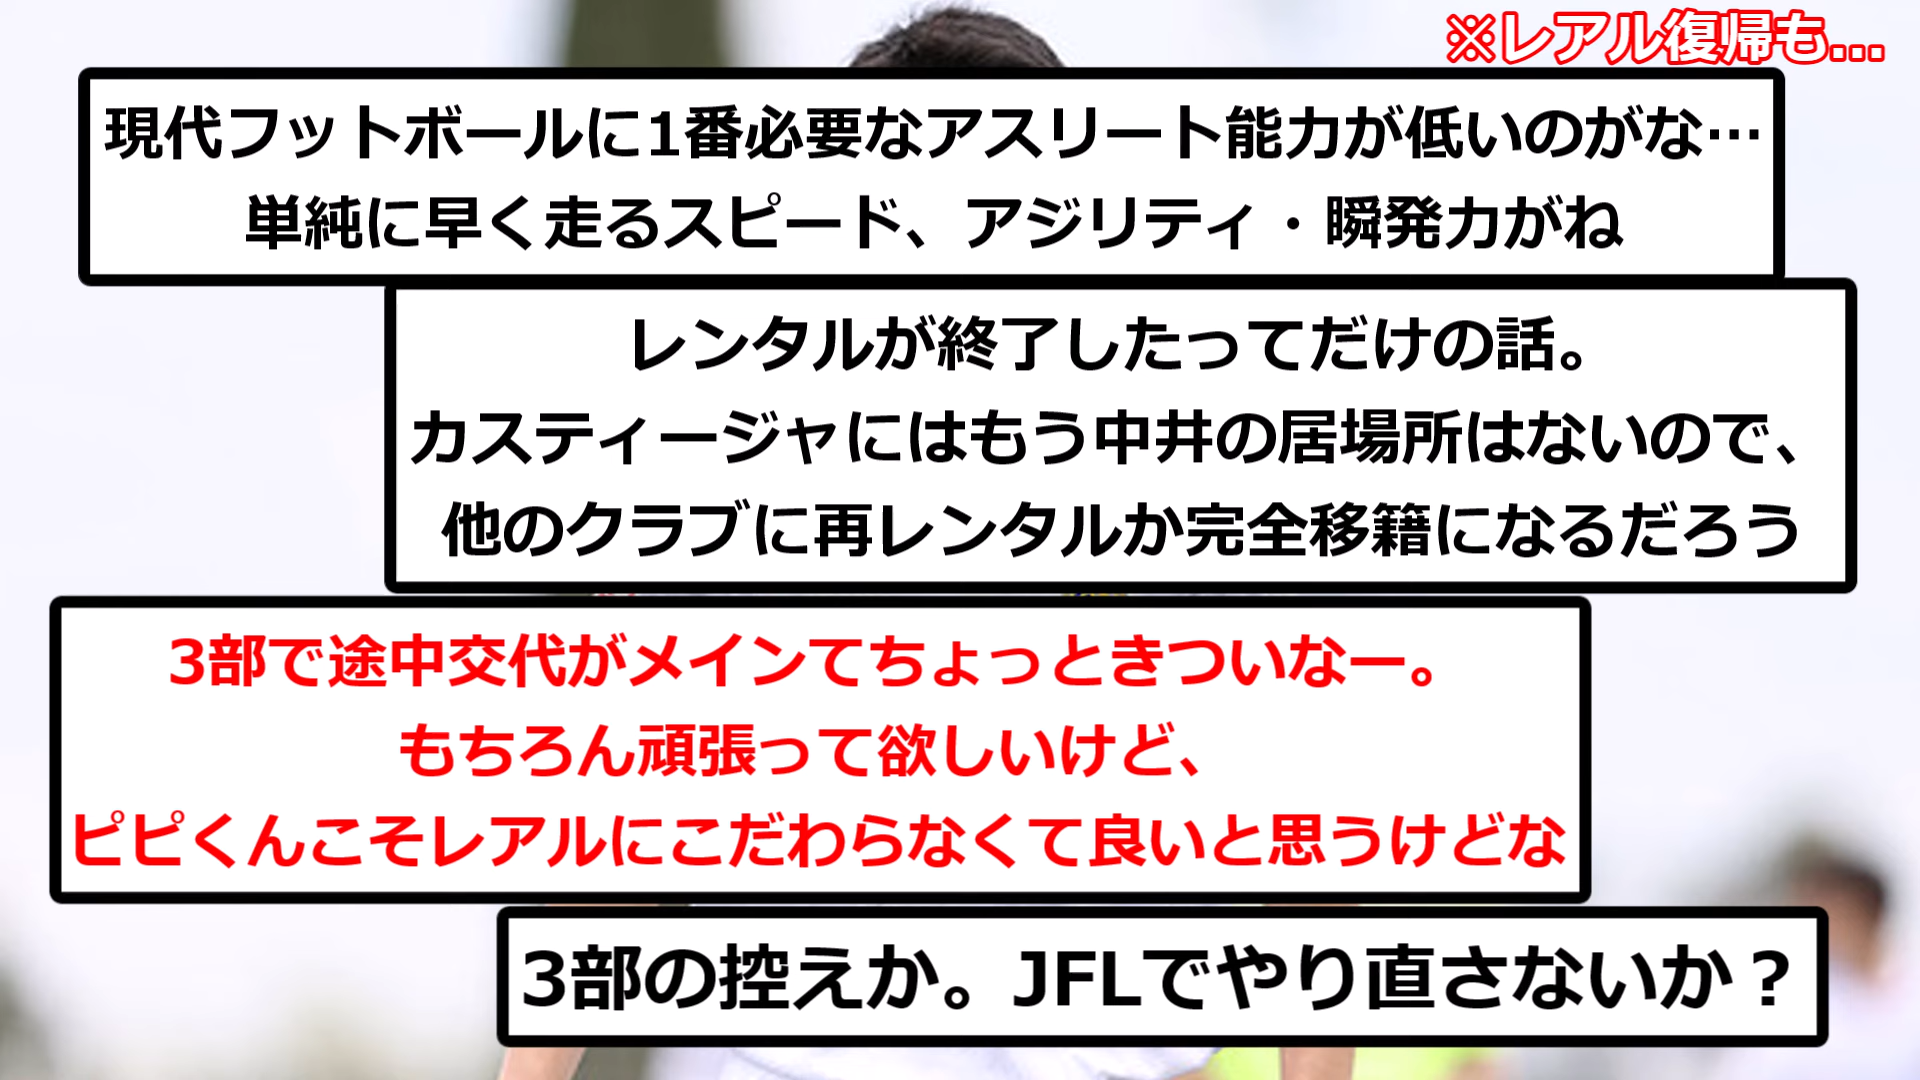 ※レアル復帰も...
現代フットボールに1番必要なアスリート能力が低いのがな…
単純に早く走るスピード、アジリティ・瞬発力がね
レンタルが終了したってだけの話。
カスティージャにはもう中井の居場所はないので、
他のクラブに再レンタルか完全移籍になるだろう
3部で途中交代がメインてちょっときついなー。
もちろん頑張って欲しいけど、
ピピくんこそレアルにこだわらなくて良いと思うけどな
3部の控えか。JFLでやり直さないか？